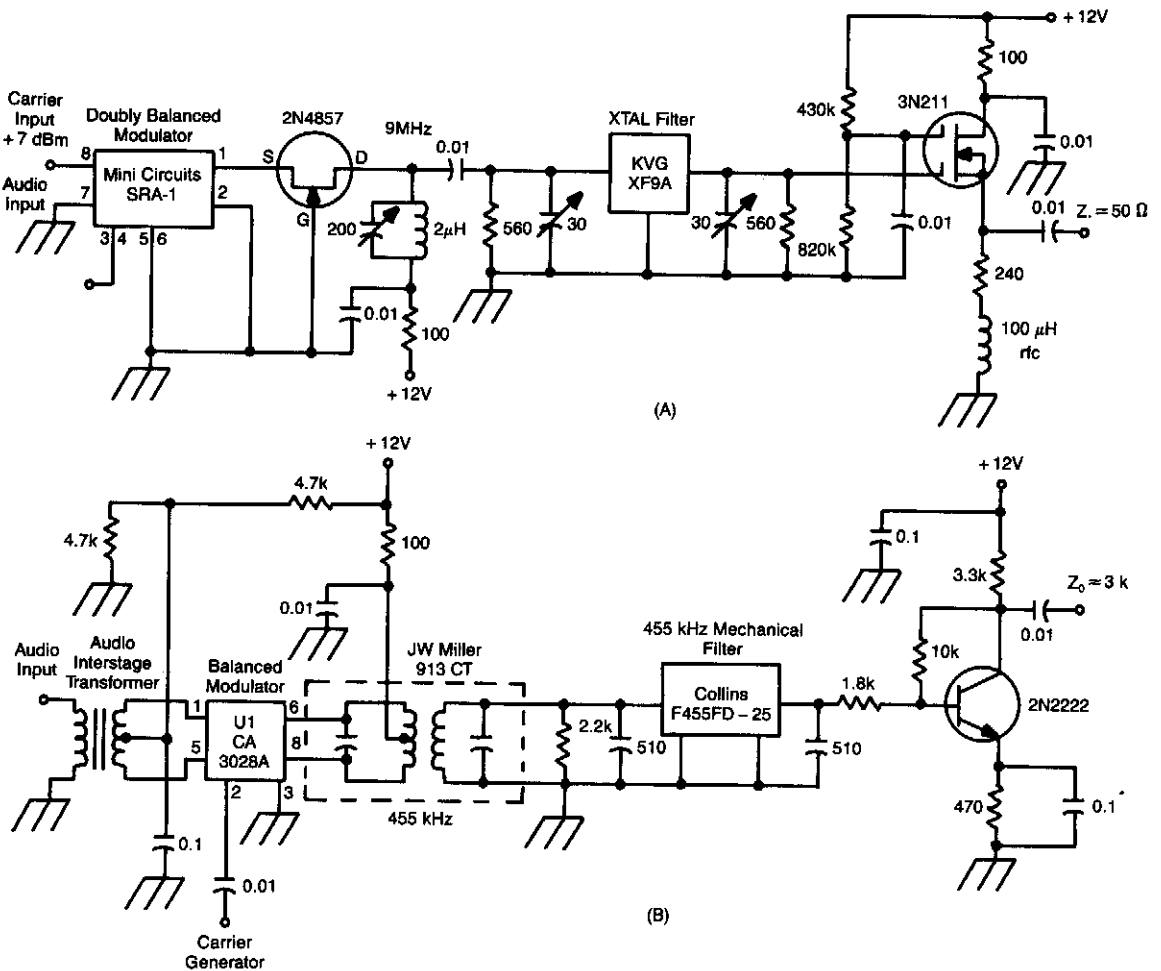 + 12V
100
430k
3N211
0.01
Carrier
Input
+7 dBm
Doubly Balanced
Modulator
2N4857
9MHz
0.01
XTAL Filter
8
Mini Circuits
SRA-1
1
S
D
KVG
XF9A
Audio
Input
7
2
G
200
2μH
560
30
30
560
820k
0.01
0.01
Z. = 50 Ω
3
4
5
6
0.01
100
240
100 μH
rfc
+ 12V
(A)
+ 12V
4.7k
4.7k
100
+ 12V
0.1
3.3k
Z₀ ≈ 3 k
0.01
0.01
Audio
Input
Audio
Interstage
Transformer
Balanced
Modulator
JW Miller
913 CT
455 kHz Mechanical
Filter
10k
1
6
U1
CA
3028A
5
8
2
3
2.2k
510
Collins
F455FD – 25
1.8k
510
2N2222
455 kHz
0.1
470
0.1
0.01
Carrier
Generator
(B)